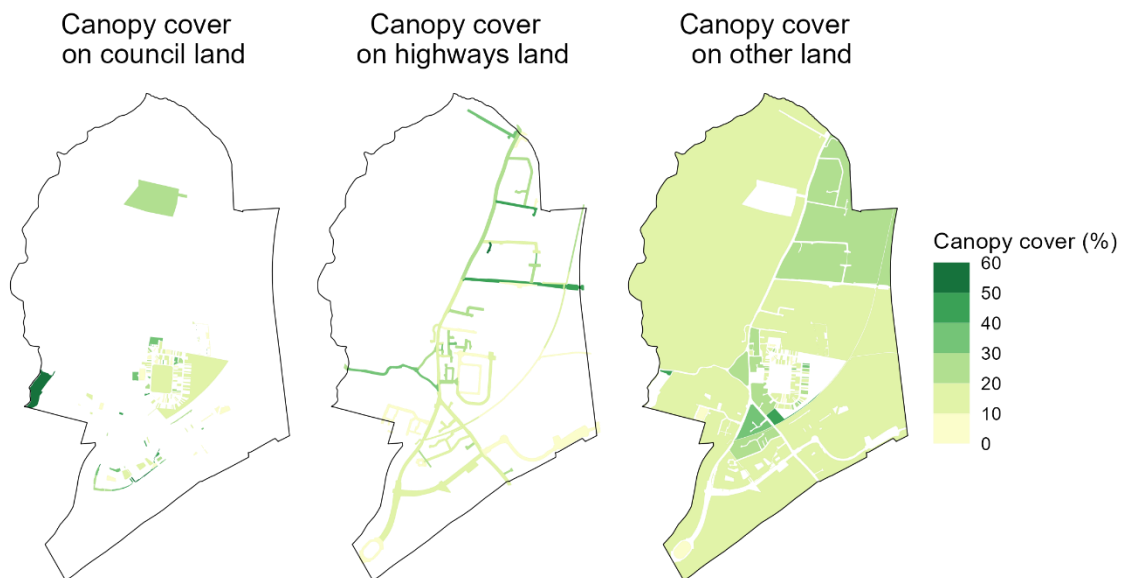 Canopy cover
on council land
Canopy cover
on highways land
Canopy cover
on other land
Canopy cover (%)
60
50
40
30
20
10
0